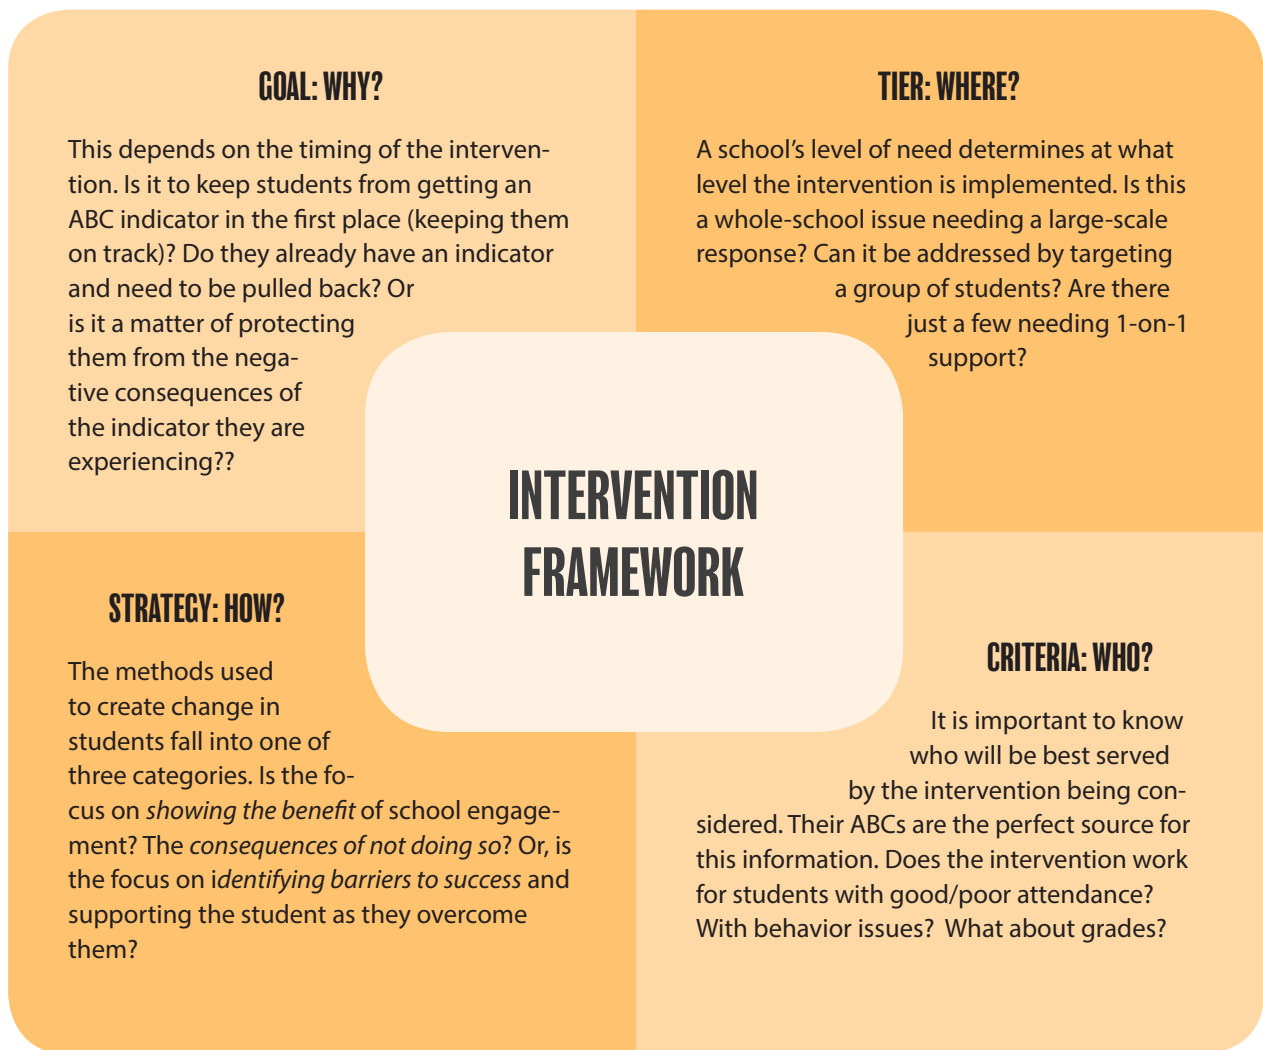 GOAL: WHY?
This depends on the timing of the interven-
tion. Is it to keep students from getting an
ABC indicator in the first place (keeping them
on track)? Do they already have an indicator
and need to be pulled back? Or
is it a matter of protecting
them from the nega-
tive consequences of
the indicator they are
experiencing??
TIER: WHERE?
A school’s level of need determines at what
level the intervention is implemented. Is this
a whole-school issue needing a large-scale
response? Can it be addressed by targeting
a group of students? Are there
just a few needing 1-on-1
support?
INTERVENTION
FRAMEWORK
STRATEGY: HOW?
The methods used
to create change in
students fall into one of
three categories. Is the fo-
cus on showing the benefit of school engage-
ment? The consequences of not doing so? Or, is
the focus on identifying barriers to success and
supporting the student as they overcome
them?
CRITERIA: WHO?
It is important to know
who will be best served
by the intervention being con-
sidered. Their ABCs are the perfect source for
this information. Does the intervention work
for students with good/poor attendance?
With behavior issues?  What about grades?